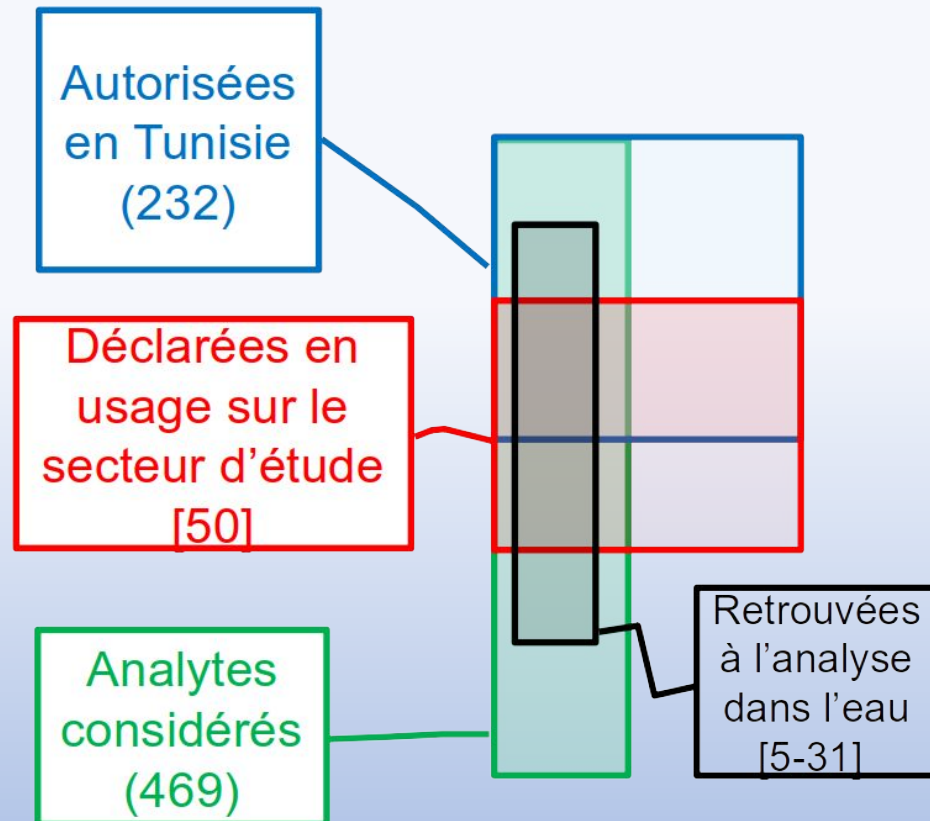 Autorisées
en Tunisie
(232)
Déclarées en
usage sur le
secteur d'étude
[50]
Analytes
considérés
(469)
Retrouvées
à l'analyse
dans l'eau
[5-31]